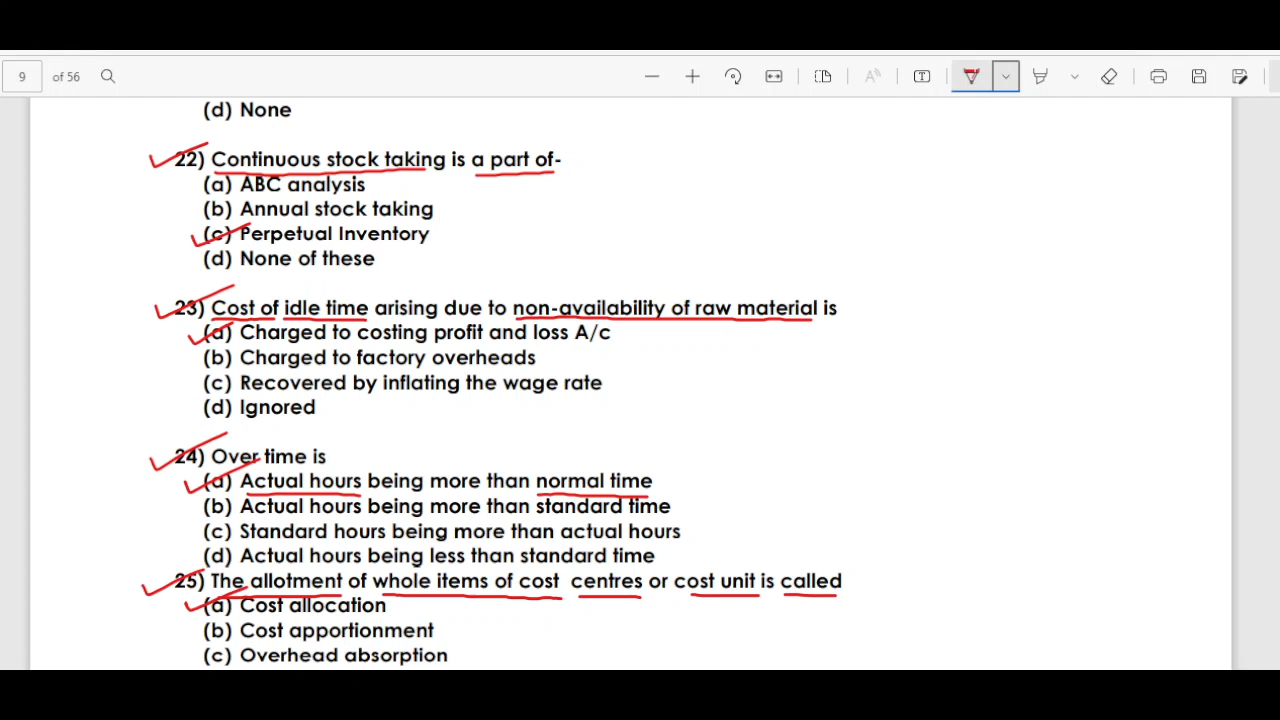 9 of 56
(d) None
22) Continuous stock taking is a part of-
(a) ABC analysis
(b) Annual stock taking
(c) Perpetual Inventory
(d) None of these
23) Cost of idle time arising due to non-availability of raw material is
(a) Charged to costing profit and loss A/c
(b) Charged to factory overheads
(c) Recovered by inflating the wage rate
(d) Ignored
24) Over time is
(a) Actual hours being more than normal time
(b) Actual hours being more than standard time
(c) Standard hours being more than actual hours
(d) Actual hours being less than standard time
25) The allotment of whole items of cost centres or cost unit is called
(a) Cost allocation
(b) Cost apportionment
(c) Overhead absorption